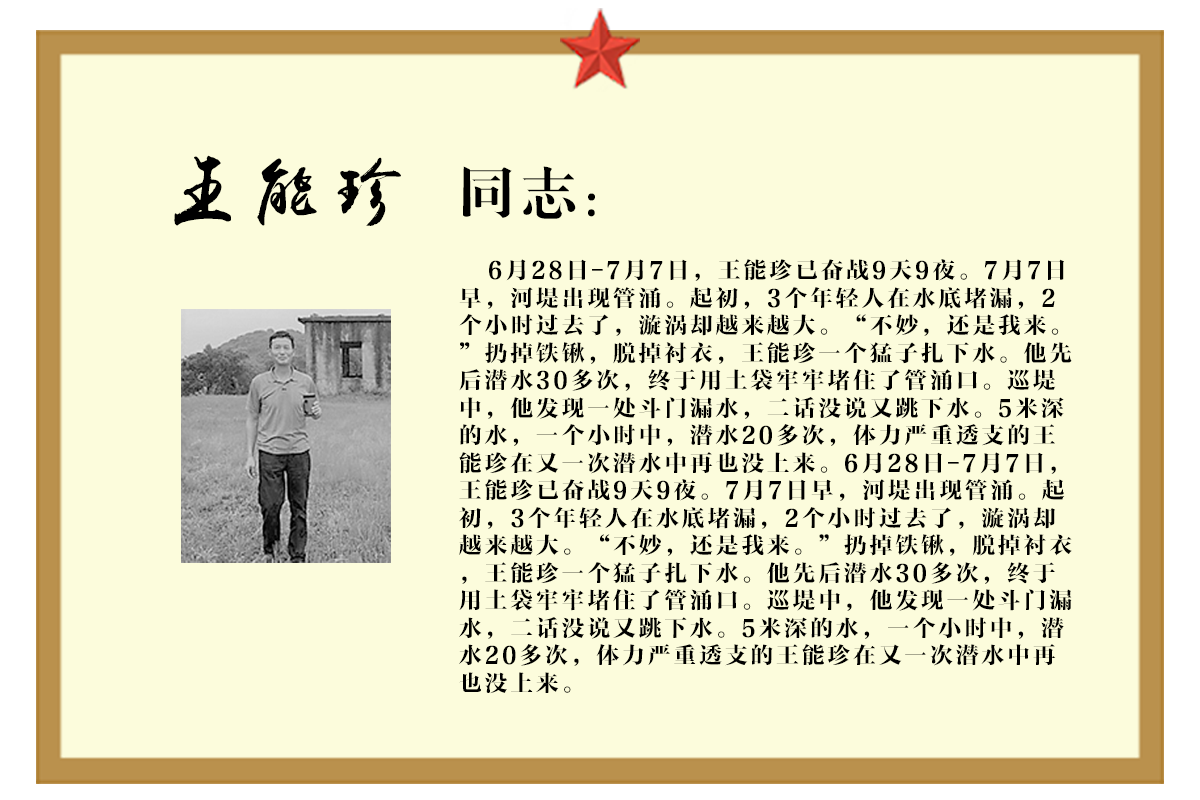 王能珍 同志：
6月28日-7月7日，王能珍已奋战9天9夜。7月7日
早，河堤出现管涌。起初，3个年轻人在水底堵漏，2
个小时过去了，漩涡却越来越大。“不妙，还是我来。
”扔掉铁锹，脱掉衬衣，王能珍一个猛子扎下水。他先
后潜水30多次，终于用土袋牢牢堵住了管涌口。巡堤
中，他发现一处斗门漏水，二话没说又跳下水。5米深
的水，一个小时中，潜水20多次，体力严重透支的王
能珍在又一次潜水中再也没上来。6月28日-7月7日，
王能珍已奋战9天9夜。7月7日早，河堤出现管涌。起
初，3个年轻人在水底堵漏，2个小时过去了，漩涡却
越来越大。“不妙，还是我来。”扔掉铁锹，脱掉衬衣
，王能珍一个猛子扎下水。他先后潜水30多次，终于
用土袋牢牢堵住了管涌口。巡堤中，他发现一处斗门漏
水，二话没说又跳下水。5米深的水，一个小时中，潜
水20多次，体力严重透支的王能珍在又一次潜水中再
也没上来。